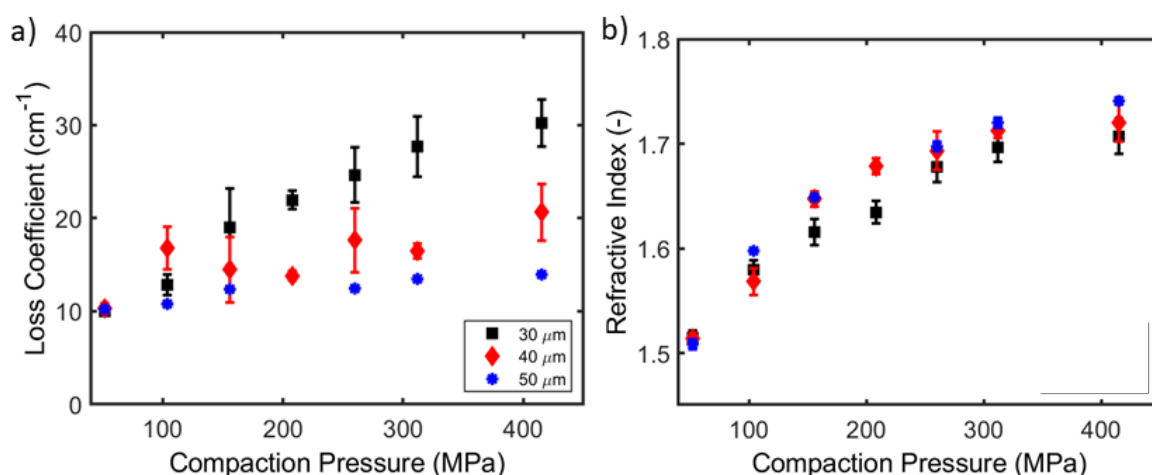 a)
40
30
20
10
0
Loss Coefficient (cm⁻¹)
100 200 300 400
Compaction Pressure (MPa)
30 μm
40 μm
50 μm
b)
1.8
1.7
1.6
1.5
Refractive Index (-)
100 200 300 400
Compaction Pressure (MPa)